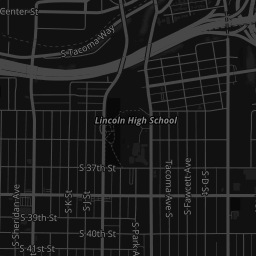 Center St
S Tacoma Way
Lincoln High School
S 37th St
Tacoma Ave S
S Fawcett Ave
S D St
S Sheridan Ave
S K St
S J St
S 39th St
S 40th St
S Park A
S 41st St